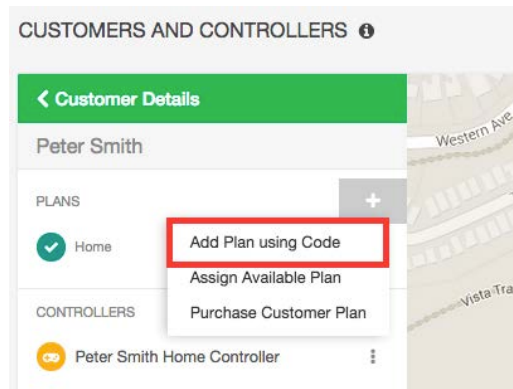 CUSTOMERS AND CONTROLLERS
Customer Details
Peter Smith
PLANS
Home
Add Plan using Code
Assign Available Plan
Purchase Customer Plan
CONTROLLERS
Peter Smith Home Controller
Western Ave
Vista Tra